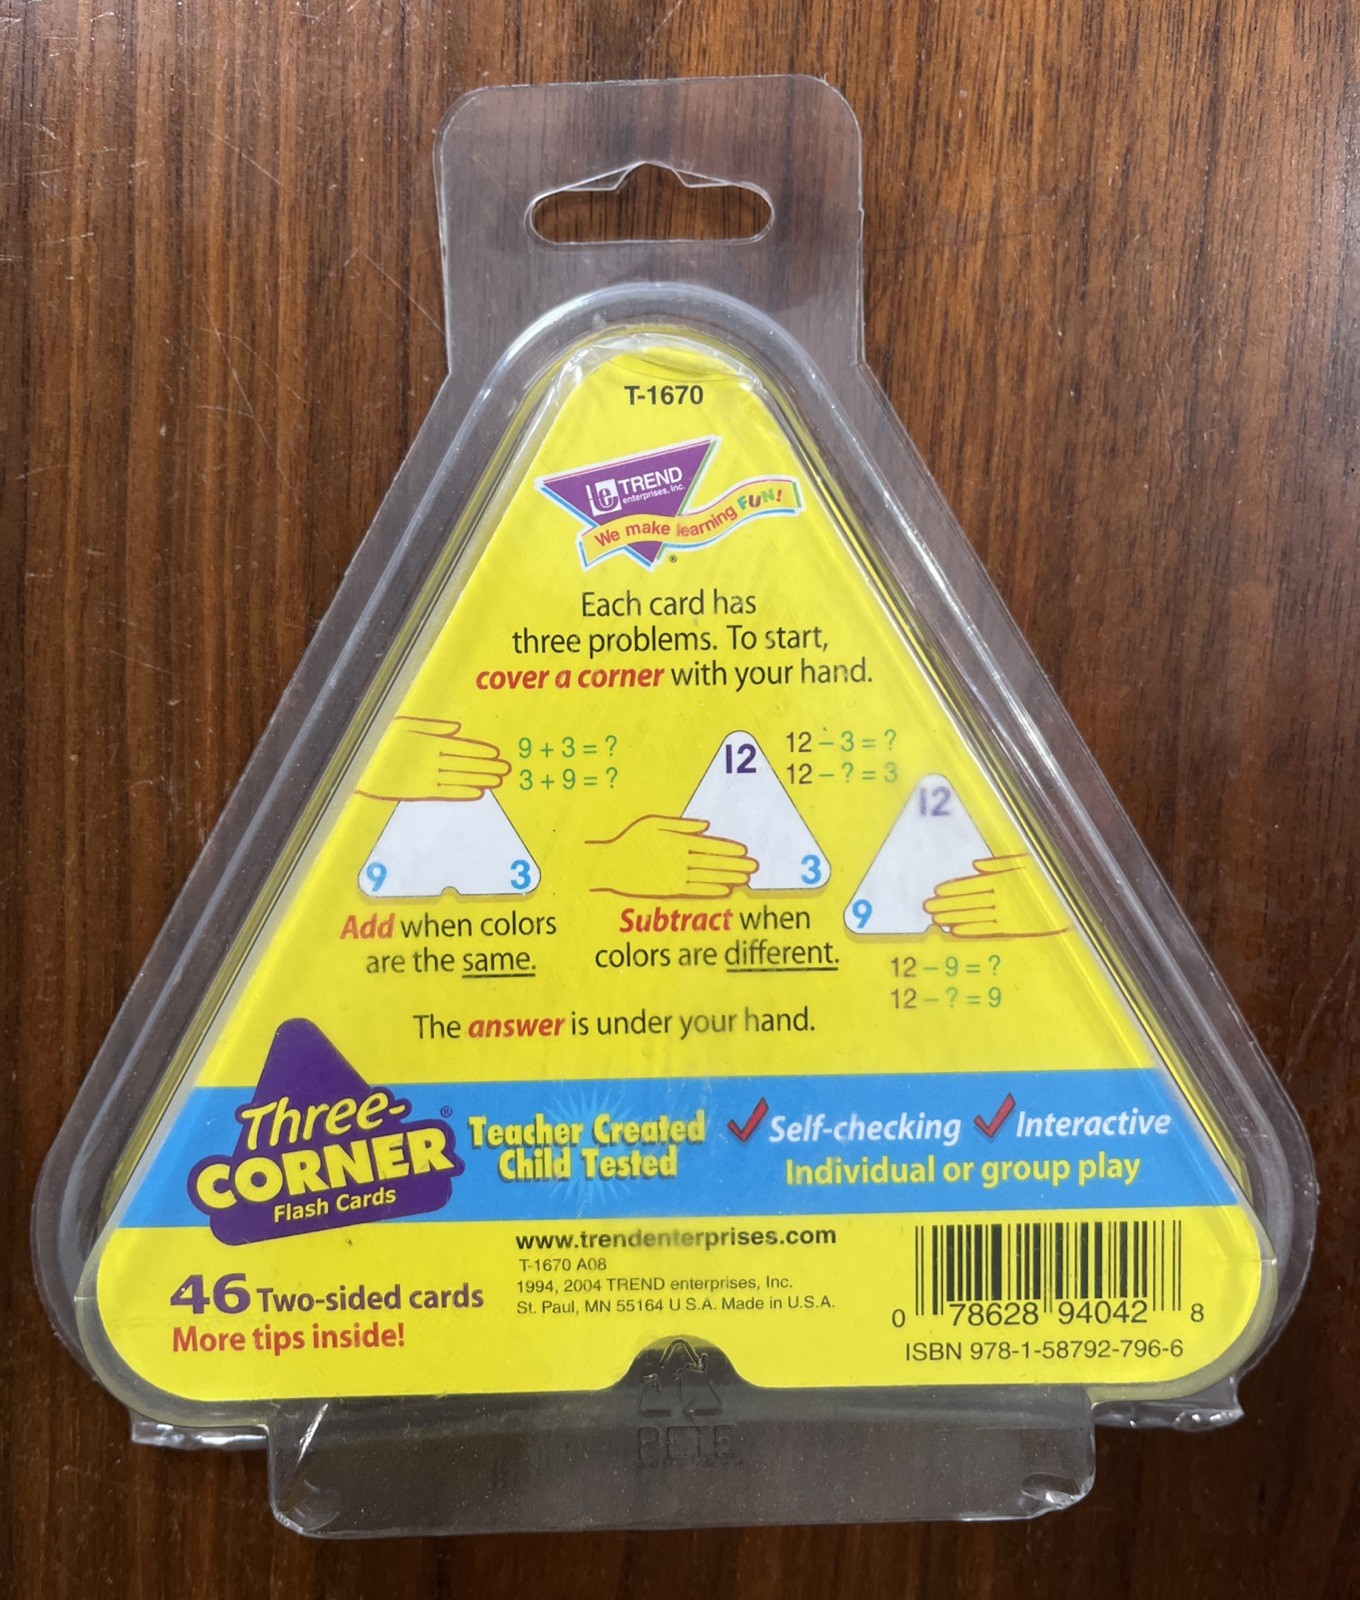 T-1670
TREND
enterprises, Inc.
We make learning FUN!
®
Each card has
three problems. To start,
cover a corner with your hand.
9 + 3 = ?
3 + 9 = ?
9 3
Add when colors
are the same.
12
12 - 3 = ?
12 - ? = 3
3
Subtract when
colors are different.
12
9
12 - 9 = ?
12 - ? = 9
The answer is under your hand.
Three-
CORNER®
Flash Cards
Teacher Created
Child Tested
Self-checking Interactive
Individual or group play
46 Two-sided cards
More tips inside!
www.trendenterprises.com
T-1670 A08
1994, 2004 TREND enterprises, Inc.
St. Paul, MN 55164 U S.A. Made in U.S.A.
0 78628 94042 8
ISBN 978-1-58792-796-6
1
PETE